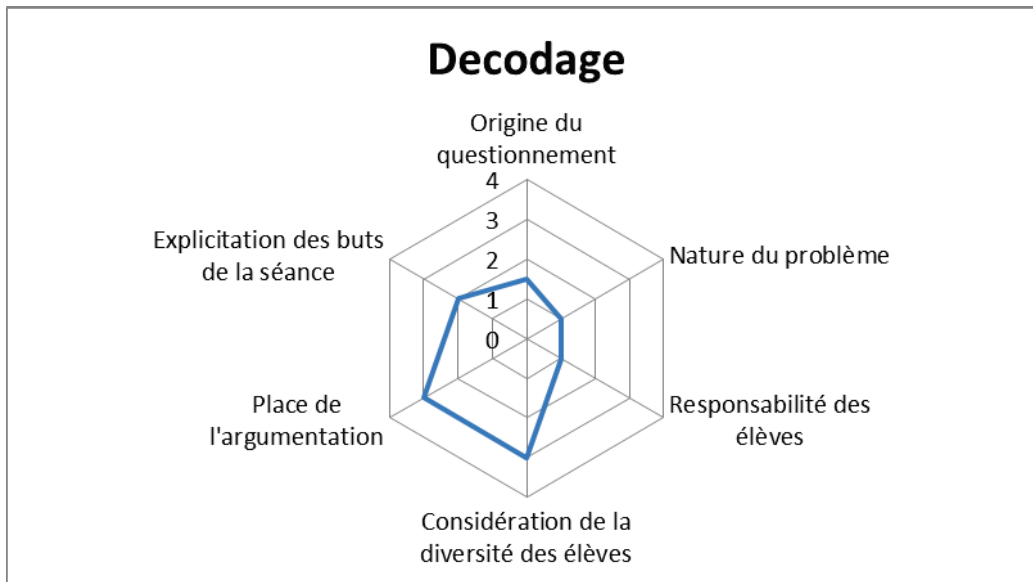 Decodage
Origine du
questionnement
4
3
2
1
0
Nature du problème
Responsabilité des
élèves
Considération de la
diversité des élèves
Place de
l'argumentation
Explicitation des buts
de la séance